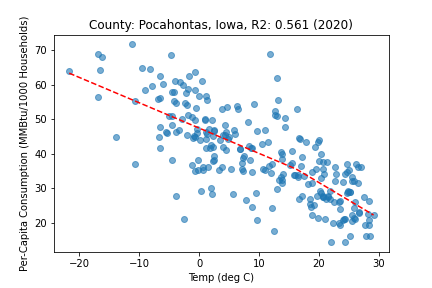 County: Pocahontas, Iowa, R2: 0.561 (2020)
Per-Capita Consumption (MMBtu/1000 Households)
70
60
50
40
30
20
−20 −10 0 10 20 30
Temp (deg C)